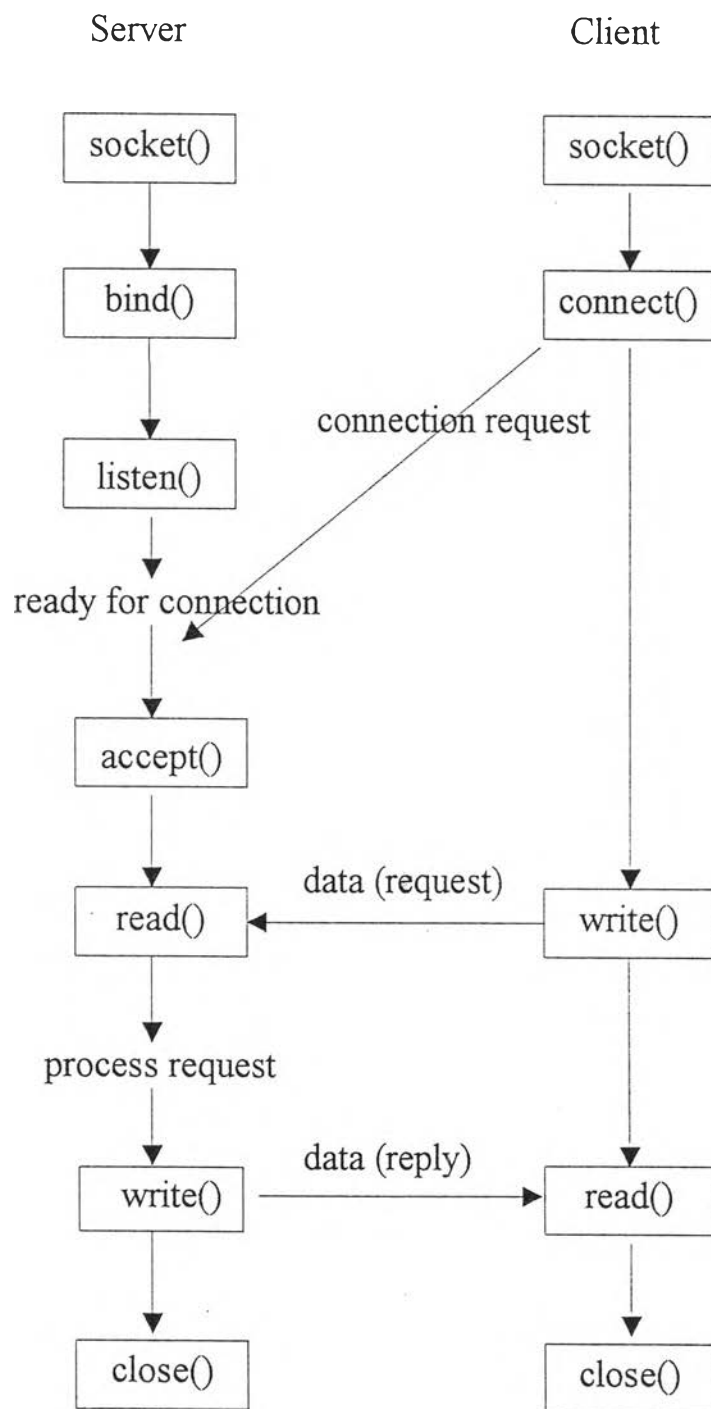 Server
Client
socket()
socket()
bind()
connect()
connection request
listen()
ready for connection
accept()
data (request)
read()
write()
process request
data (reply)
write()
read()
close()
close()